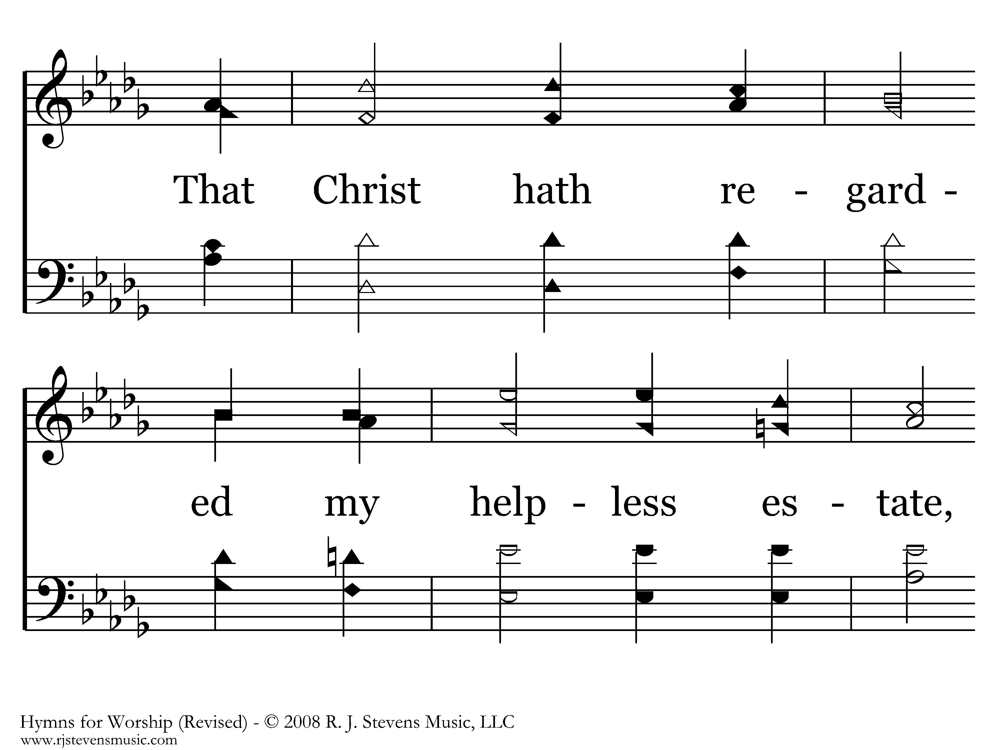 That Christ hath re - gard -
ed my help - less es - tate,
Hymns for Worship (Revised) - © 2008 R. J. Stevens Music, LLC
www.rjstevensmusic.com